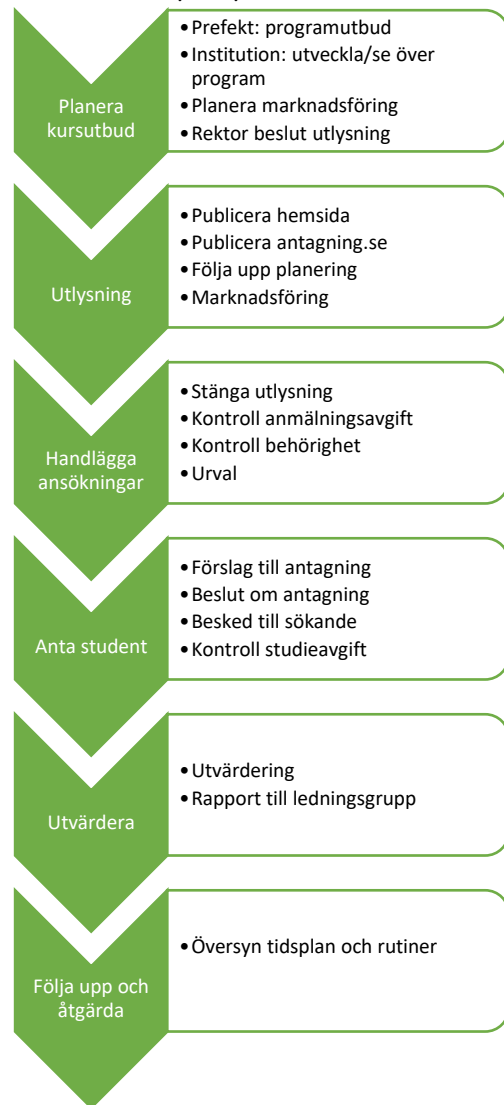 Planera
kursutbud
•Prefekt: programutbud
•Institution: utveckla/se över
program
•Planera marknadsföring
•Rektor beslut utlysning
Utlysning
•Publicera hemsida
•Publicera antagning.se
•Följa upp planering
•Marknadsföring
Handlägga
ansökningar
•Stänga utlysning
•Kontroll anmälningsavgift
•Kontroll behörighet
•Urval
Anta student
•Förslag till antagning
•Beslut om antagning
•Besked till sökande
•Kontroll studieavgift
Utvärdera
•Utvärdering
•Rapport till ledningsgrupp
Följa upp och
åtgärda
•Översyn tidsplan och rutiner